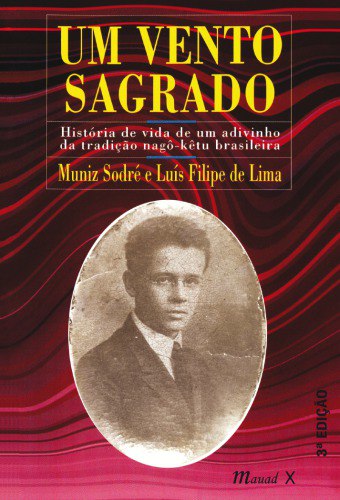 UM VENTO
SAGRADO
História de vida de um adivinho
da tradição nagô-kêtu brasileira
Muniz Sodré e Luís Filipe de Lima
3ª EDIÇÃO
mauad X